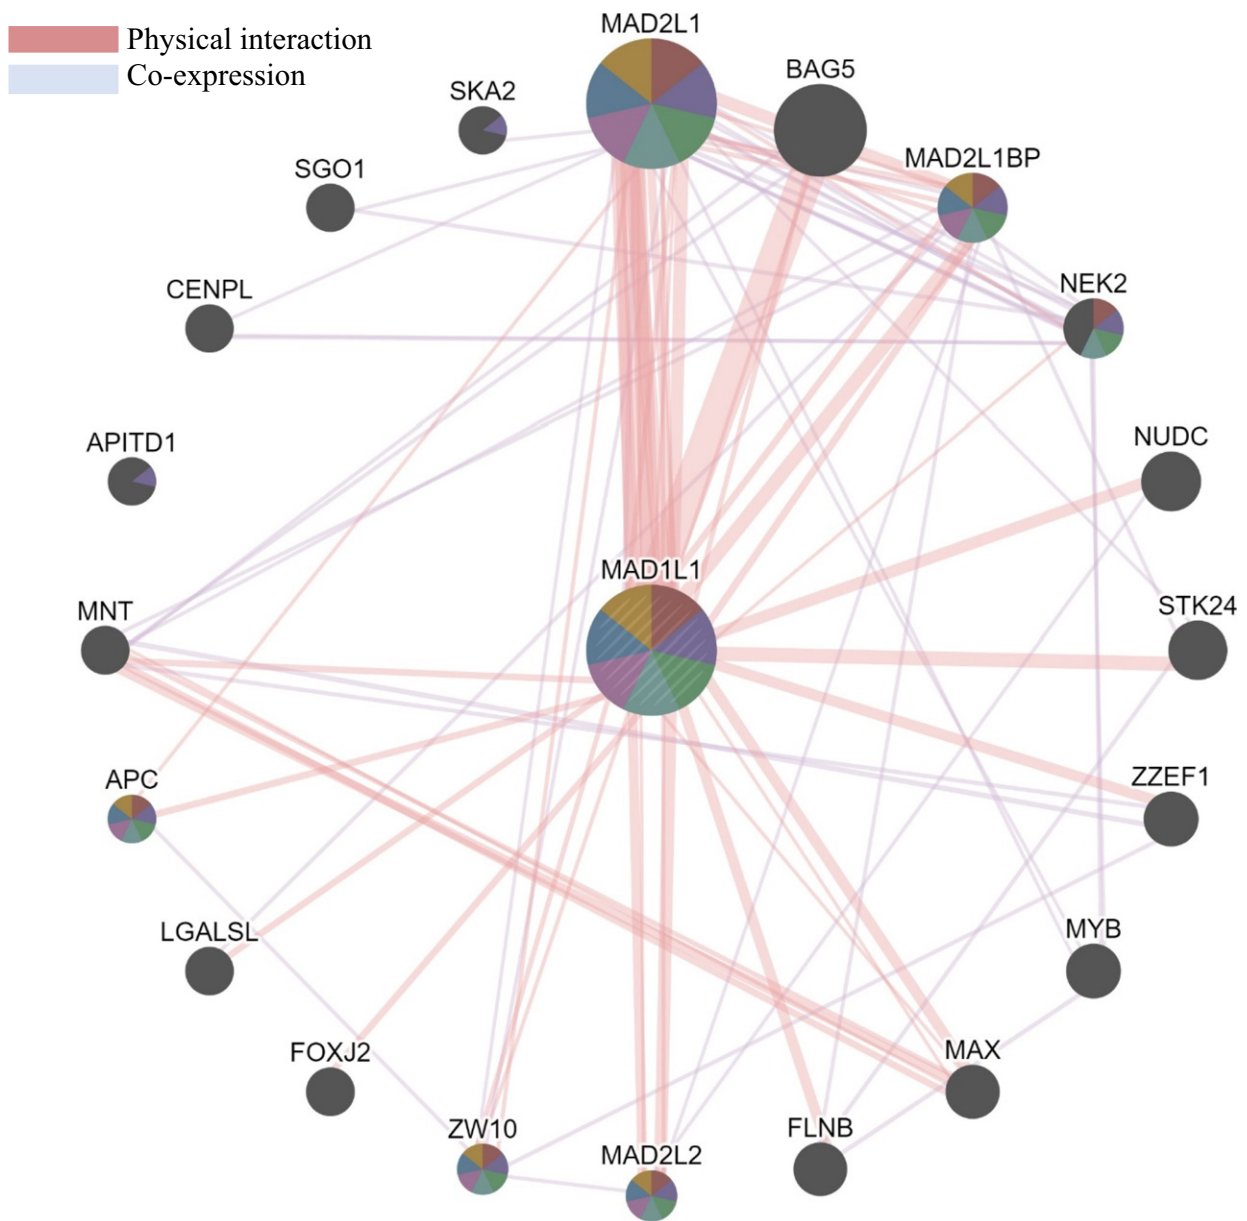 Physical interaction
Co-expression
MAD2L1
BAG5
SKA2
MAD2L1BP
SGO1
NEK2
CENPL
NUDC
APITD1
MAD1L1
STK24
MNT
ZZEF1
APC
MYB
LGALSL
MAX
FOXJ2
FLNB
ZW10
MAD2L2